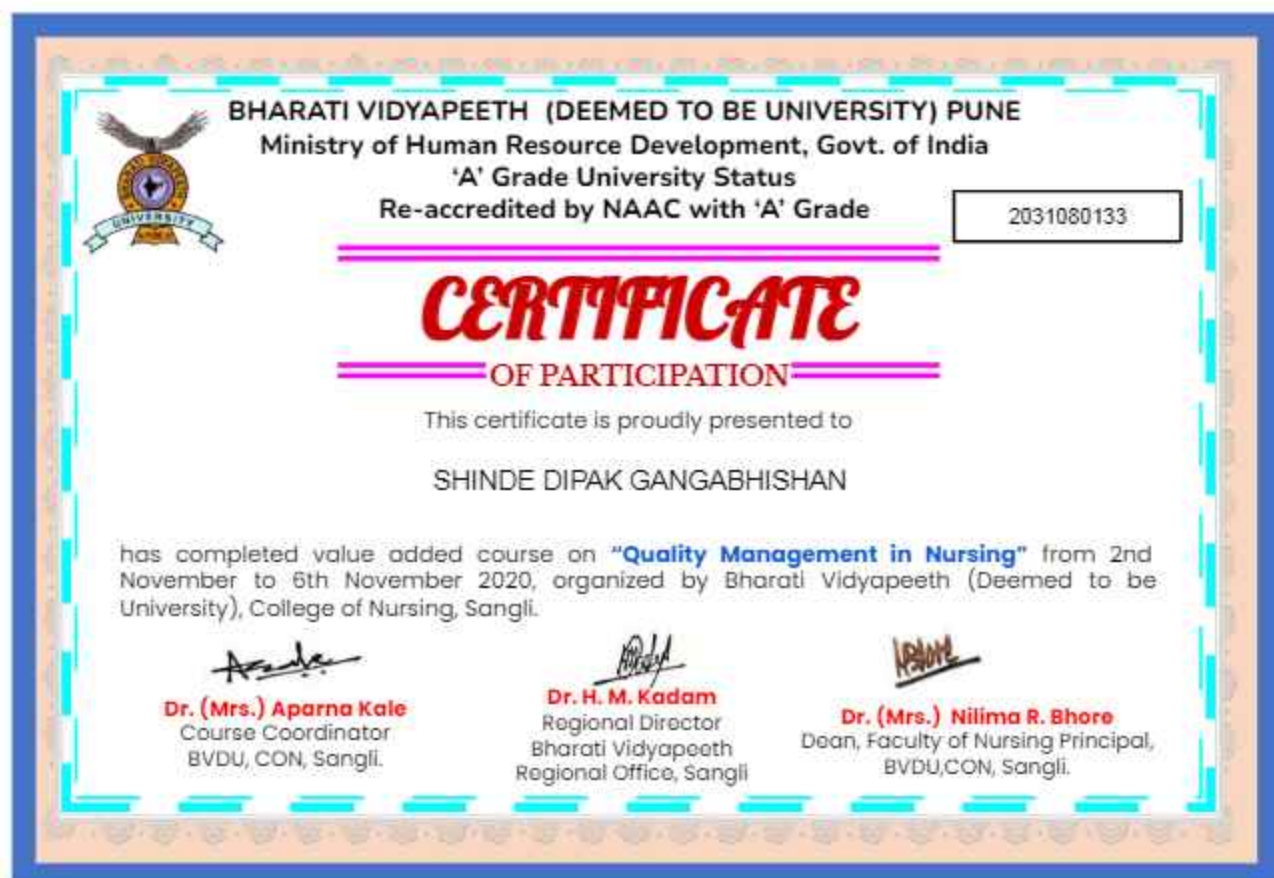 BHARATI VIDYAPEETH (DEEMED TO BE UNIVERSITY) PUNE
Ministry of Human Resource Development, Govt. of India
‘A’ Grade University Status
Re-accredited by NAAC with ‘A’ Grade
2031080133
BHARATI VIDYAPEETH
UNIVERSITY
CERTIFICATE
OF PARTICIPATION
This certificate is proudly presented to
SHINDE DIPAK GANGABHISHAN
has completed value added course on “Quality Management in Nursing” from 2nd
November to 6th November 2020, organized by Bharati Vidyapeeth (Deemed to be
University), College of Nursing, Sangli.
Dr. (Mrs.) Aparna Kale
Course Coordinator
BVDU, CON, Sangli.
Dr. H. M. Kadam
Regional Director
Bharati Vidyapeeth
Regional Office, Sangli
Dr. (Mrs.) Nilima R. Bhore
Dean, Faculty of Nursing Principal,
BVDU,CON, Sangli.